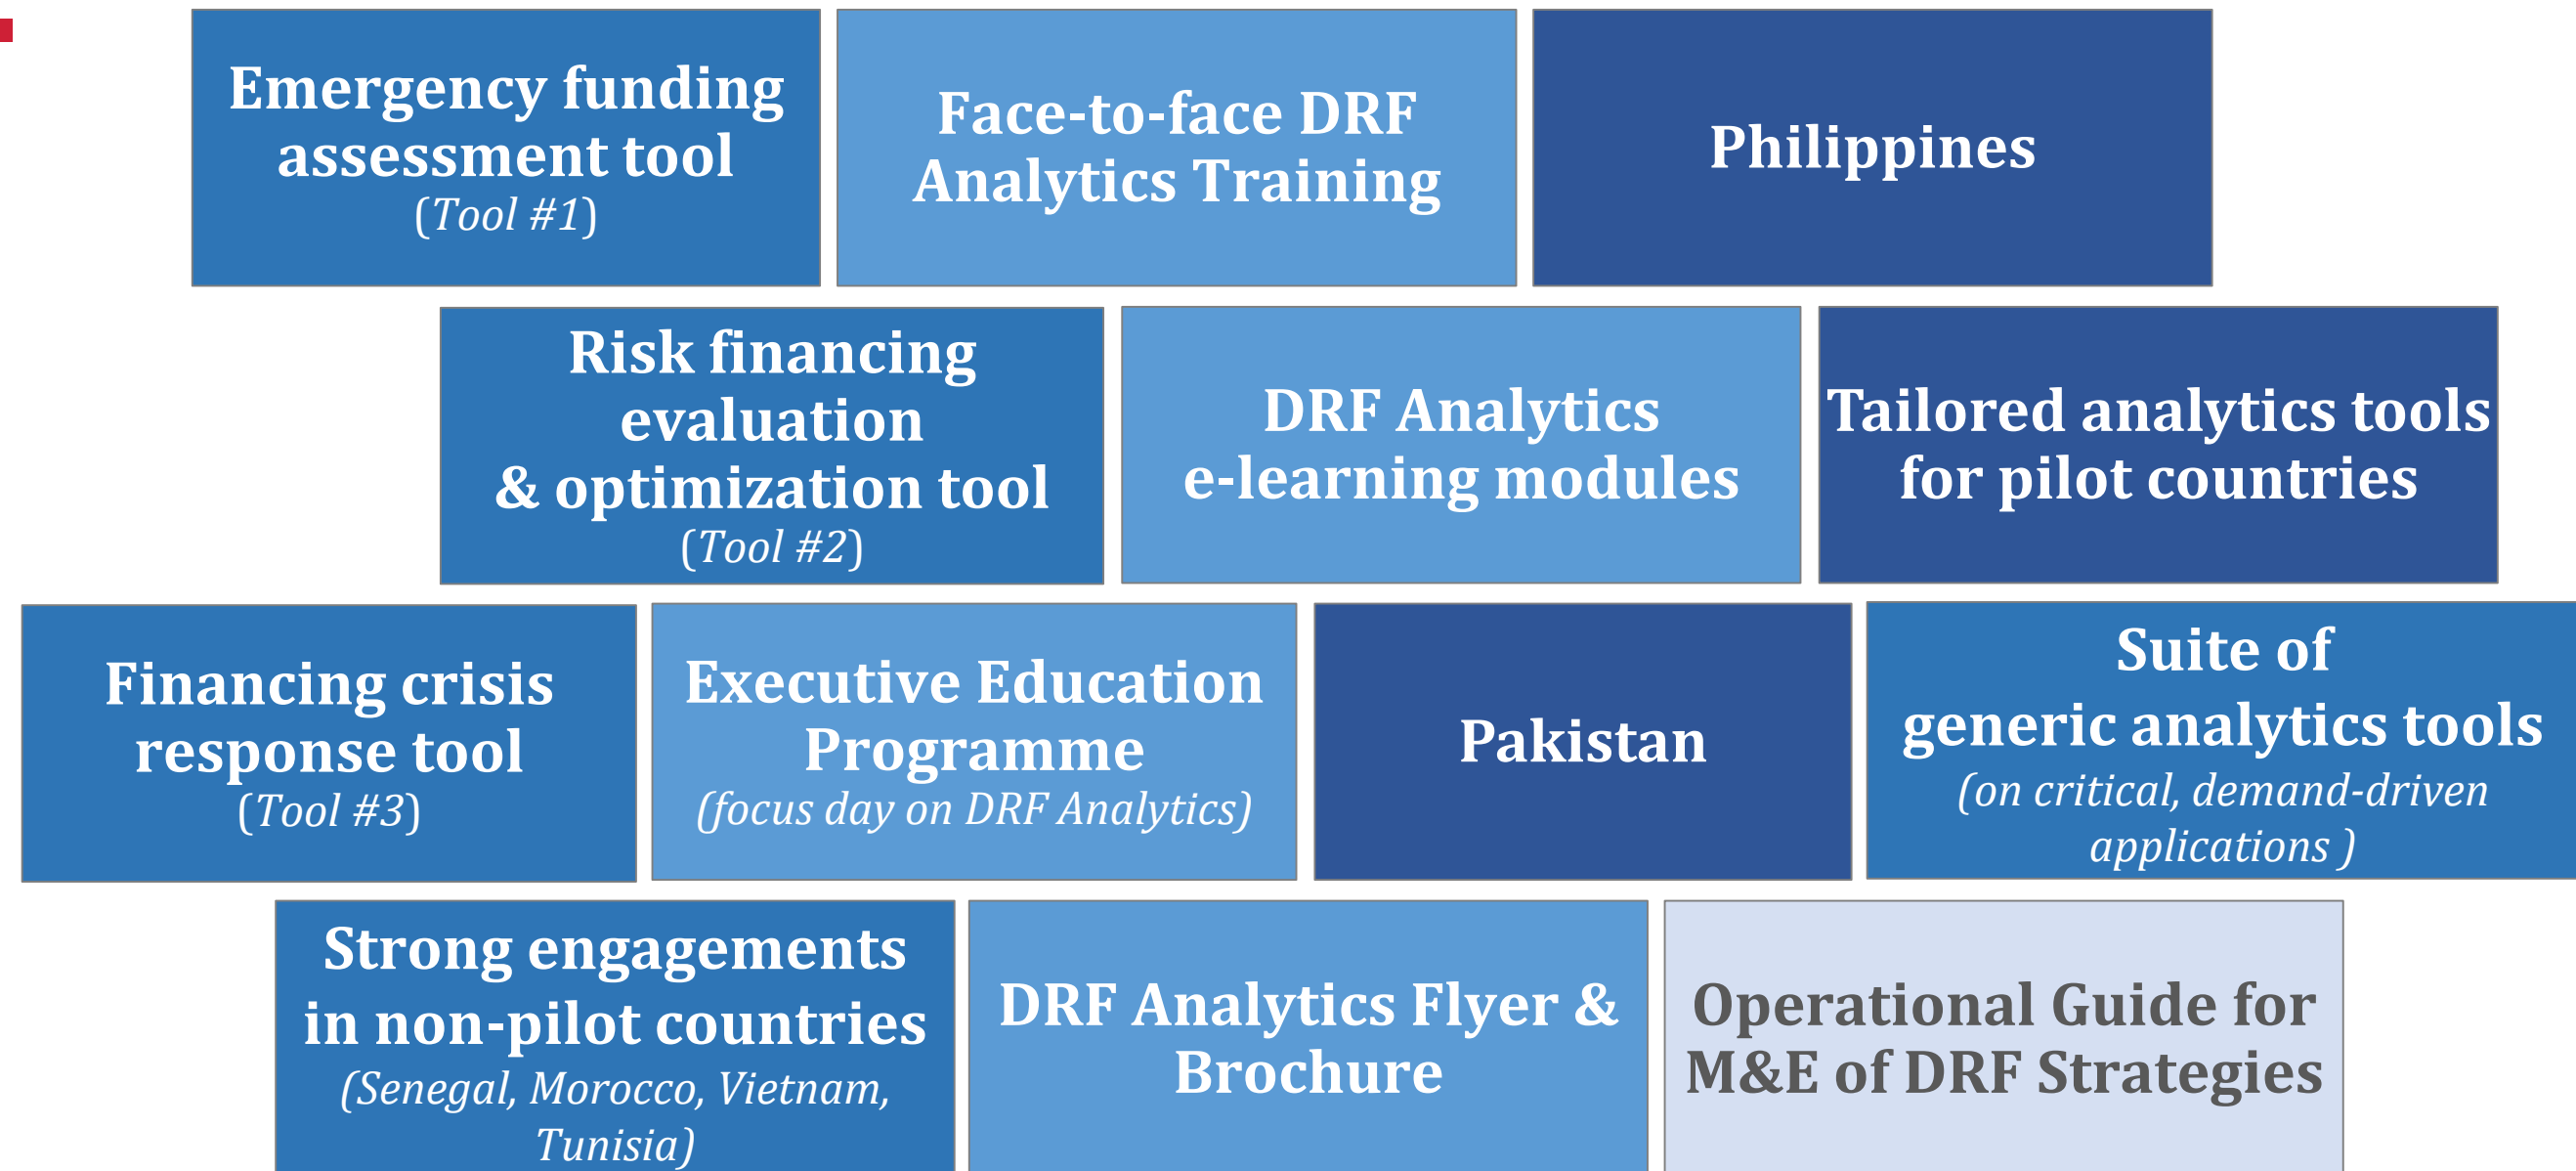 Emergency funding
assessment tool
(Tool #1)
Face-to-face DRF
Analytics Training
Philippines
Risk financing
evaluation
& optimization tool
(Tool #2)
DRF Analytics
e-learning modules
Tailored analytics tools
for pilot countries
Financing crisis
response tool
(Tool #3)
Executive Education
Programme
(focus day on DRF Analytics)
Pakistan
Suite of
generic analytics tools
(on critical, demand-driven
applications )
Strong engagements
in non-pilot countries
(Senegal, Morocco, Vietnam,
Tunisia)
DRF Analytics Flyer &
Brochure
Operational Guide for
M&E of DRF Strategies